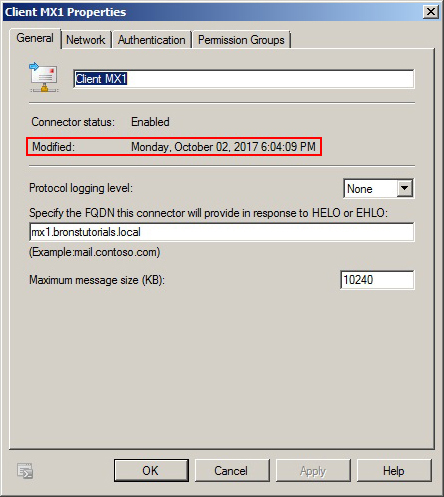 Client MX1 Properties
General Network Authentication Permission Groups
Client MX1
Connector status: Enabled
Modified: Monday, October 02, 2017 6:04:09 PM
Protocol logging level: None
Specify the FQDN this connector will provide in response to HELO or EHLO:
mx1.bronstutorials.local
(Example:mail.contoso.com)
Maximum message size (KB): 10240
OK Cancel Apply Help